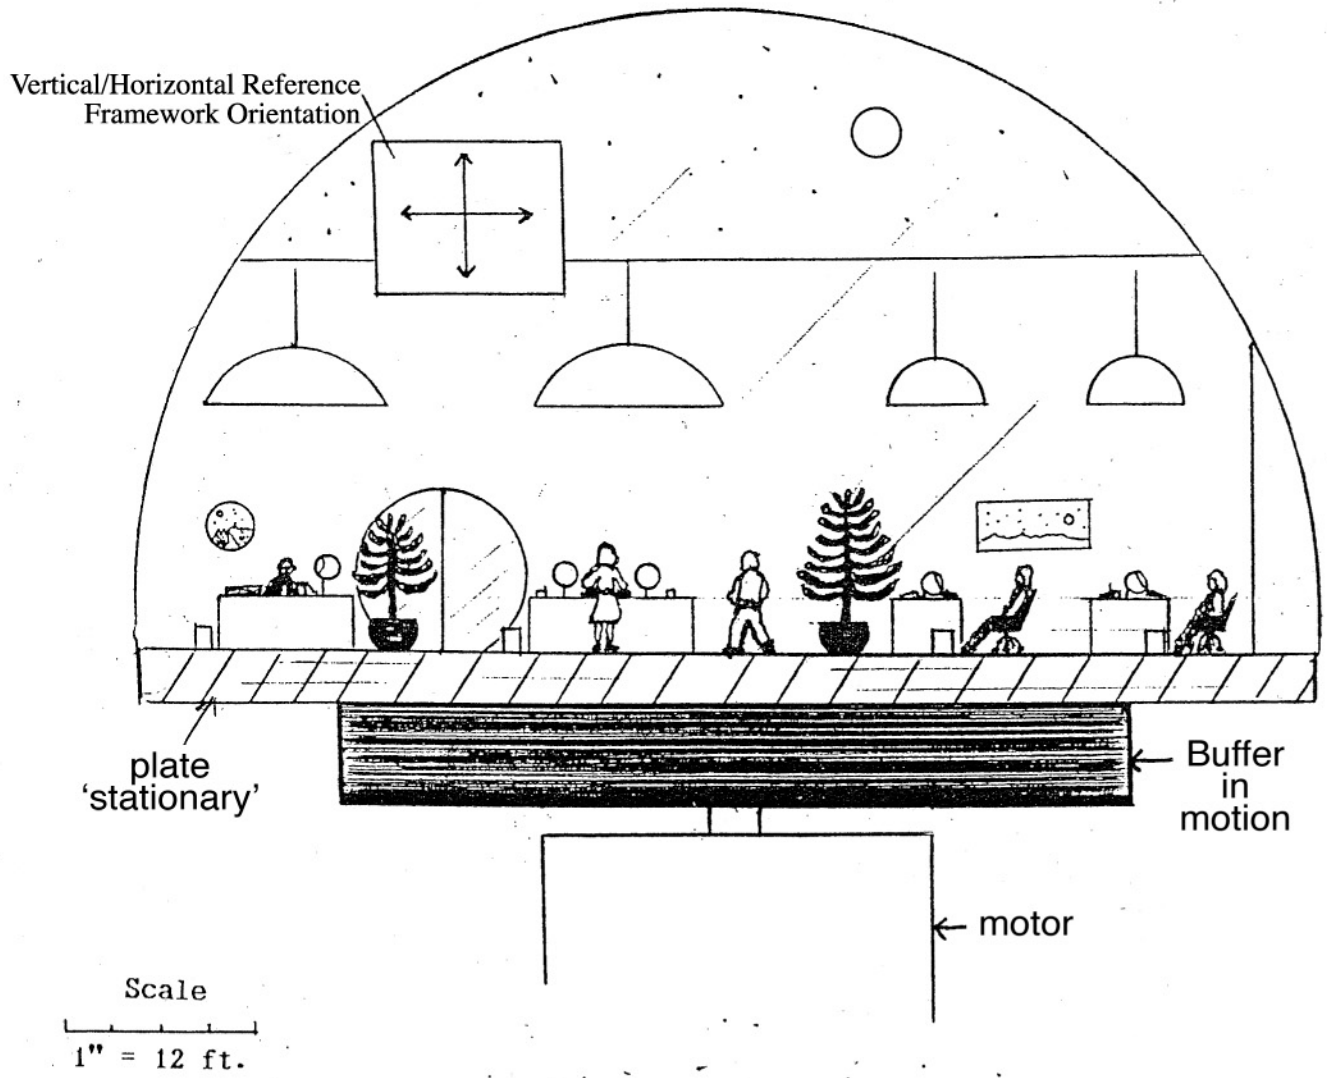 Vertical/Horizontal Reference
Framework Orientation
plate
'stationary'
Buffer
in
motion
motor
Scale
1" = 12 ft.